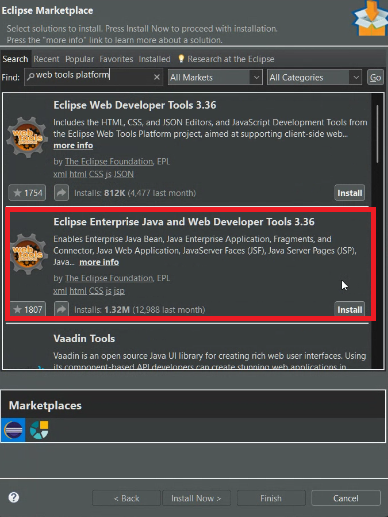 Eclipse Marketplace
Select solutions to install. Press Install Now to proceed with installation.
Press the "more info" link to learn more about a solution.
Search Recent Popular Favorites Installed Research at the Eclipse
Find: web tools platform All Markets All Categories Go
Eclipse Web Developer Tools 3.36
Includes the HTML, CSS, and JSON Editors, and JavaScript Development Tools from
the Eclipse Web Tools Platform project, aimed at supporting client-side web...
more info
by The Eclipse Foundation, EPL
xml html CSS js JSON
1754 Installs: 812K (4,477 last month) Install
Eclipse Enterprise Java and Web Developer Tools 3.36
Enables Enterprise Java Bean, Java Enterprise Application, Fragments, and
Connector, Java Web Application, JavaServer Faces (JSF), Java Server Pages (JSP),
Java... more info
by The Eclipse Foundation, EPL
xml html CSS js jsp
1807 Installs: 1.32M (12,988 last month) Install
Vaadin Tools
Vaadin is an open source Java UI library for creating rich web user interfaces. Using
its component-based API developers can create stunning web applications in
Marketplaces
? < Back Install Now > Finish Cancel